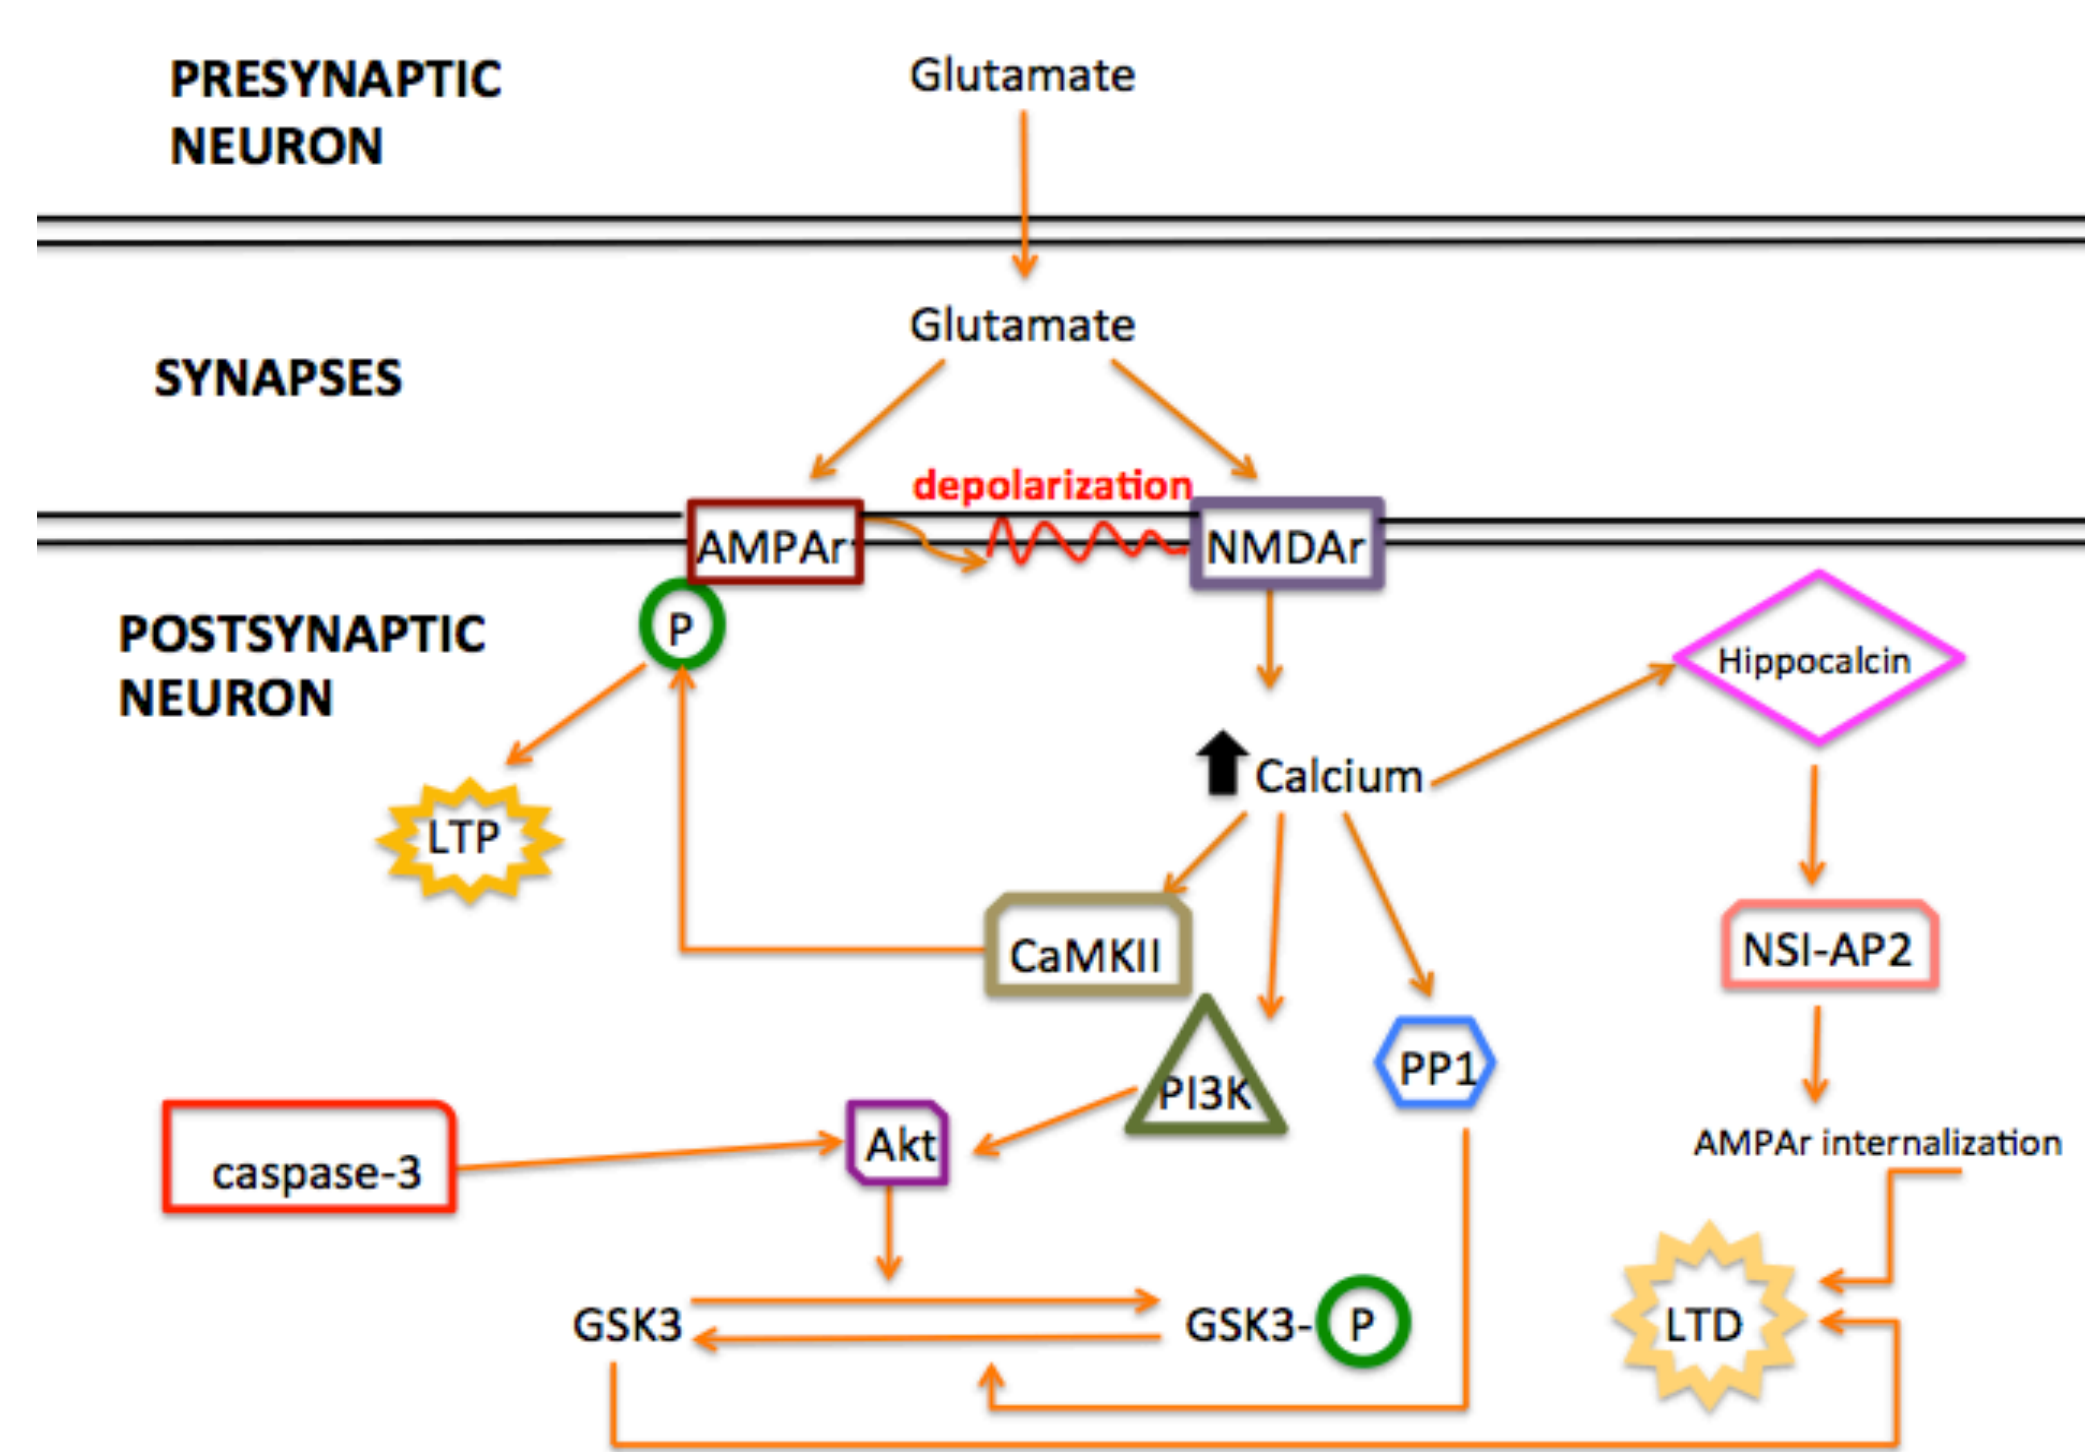 PRESYNAPTIC
NEURON
Glutamate
Glutamate
SYNAPSES
depolarization
AMPAr
NMDAr
P
POSTSYNAPTIC
NEURON
Hippocalcin
Calcium
LTP
CaMKII
NSI-AP2
PI3K
PP1
Akt
caspase-3
AMPAr internalization
GSK3
GSK3-P
LTD